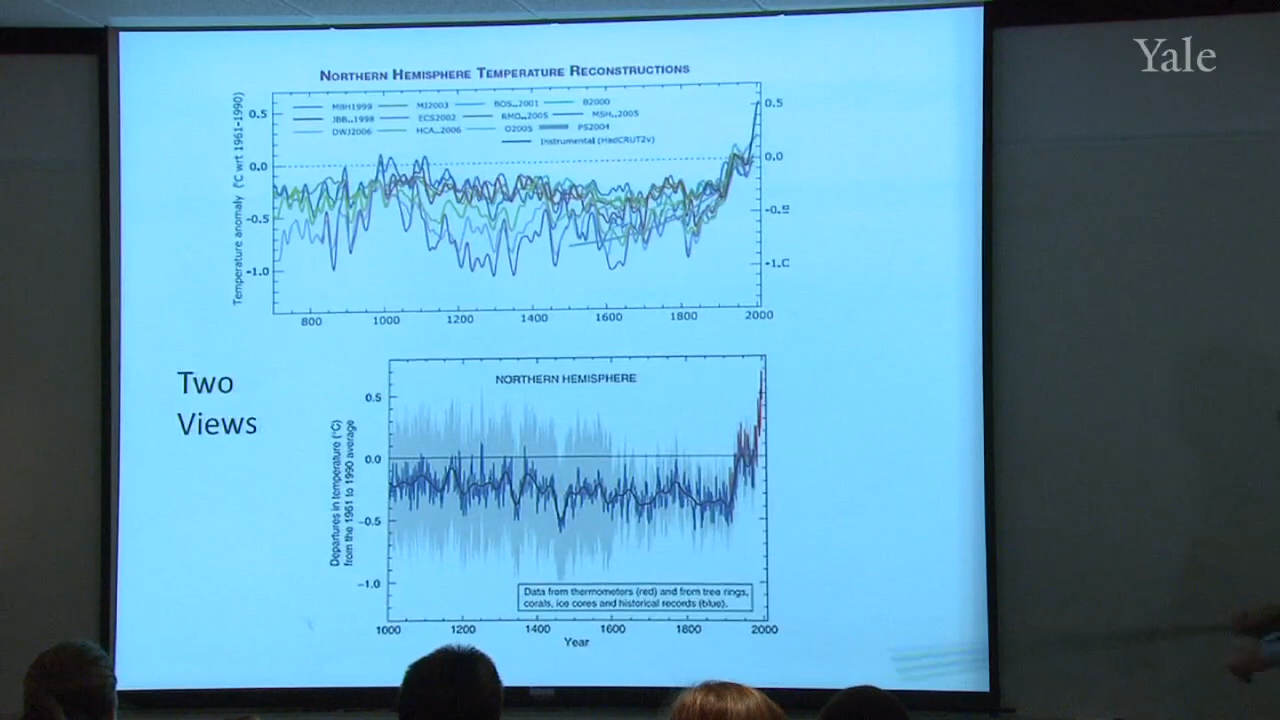 Yale
NORTHERN HEMISPHERE TEMPERATURE RECONSTRUCTIONS
Temperature anomaly (°C wrt 1961-1990)
0.5
0.0
-0.5
-1.0
MBH1999 MJ2003 BOS..2001 B2000
JBB..1998 ECS2002 RMO..2005 MSH..2005
DWJ2006 HCA..2006 O2005 PS2004
Instrumental (HadCRUT2v)
0.5
0.0
800 1000 1200 1400 1600 1800 2000
Two
Views
NORTHERN HEMISPHERE
Departures in temperature (°C)
from the 1961 to 1990 average
0.5
0.0
-0.5
-1.0
Data from thermometers (red) and from tree rings,
corals, ice cores and historical records (blue).
1000 1200 1400 1600 1800 2000
Year